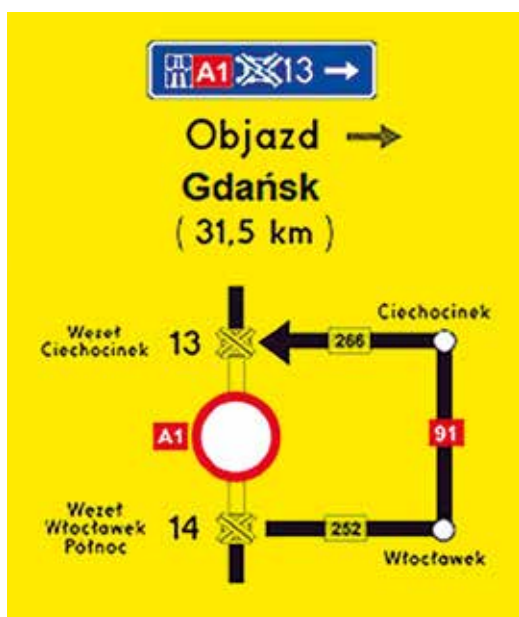 A1 13 →
Objazd →
Gdańsk
( 31,5 km )
Węzeł
Ciechocinek
13
266
Ciechocinek
A1
91
Węzeł
Włocławek
Północ
14
252
Włocławek